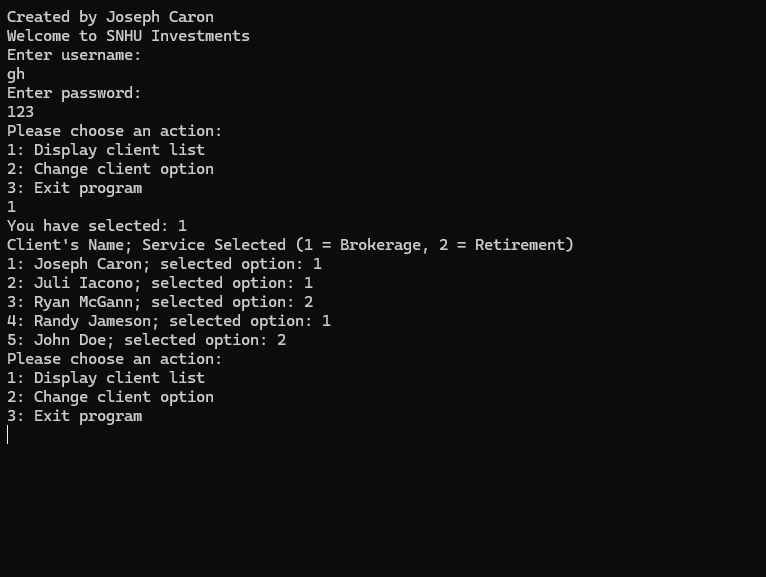 Created by Joseph Caron
Welcome to SNHU Investments
Enter username:
gh
Enter password:
123
Please choose an action:
1: Display client list
2: Change client option
3: Exit program
1
You have selected: 1
Client's Name; Service Selected (1 = Brokerage, 2 = Retirement)
1: Joseph Caron; selected option: 1
2: Juli Iacono; selected option: 1
3: Ryan McGann; selected option: 2
4: Randy Jameson; selected option: 1
5: John Doe; selected option: 2
Please choose an action:
1: Display client list
2: Change client option
3: Exit program